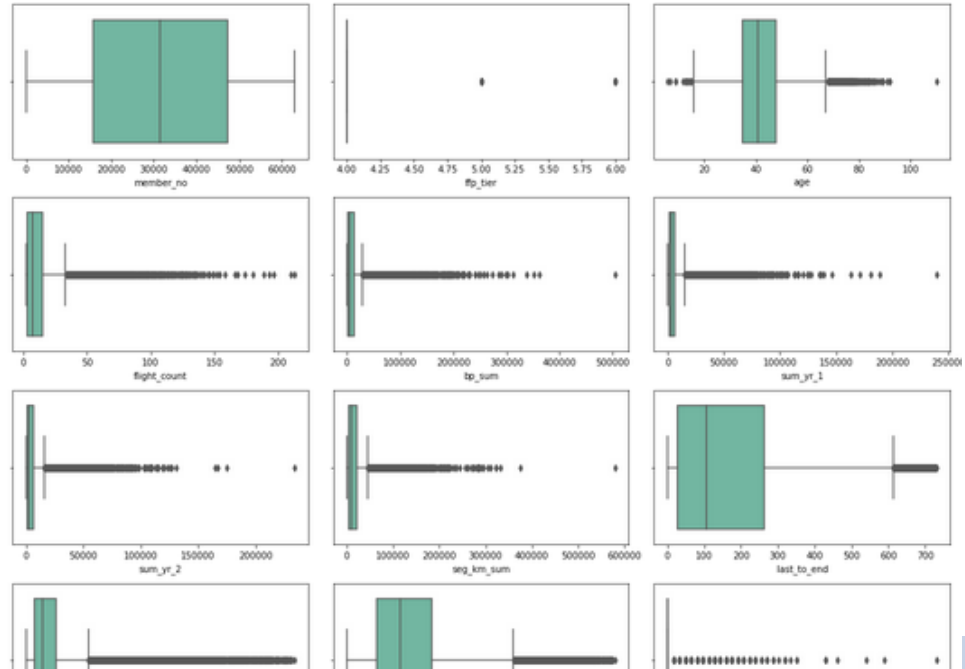 0 10000 20000 30000 40000 50000 60000
member_no
4.00 4.25 4.50 4.75 5.00 5.25 5.50 5.75 6.00
ffp_tier
20 40 60 80 100
age
0 50 100 150 200
flight_count
0 100000 200000 300000 400000 500000
bp_sum
0 50000 100000 150000 200000 250000
sum_yr_1
0 50000 100000 150000 200000
sum_yr_2
0 100000 200000 300000 400000 500000 600000
seg_km_sum
0 100 200 300 400 500 600 700
last_to_end